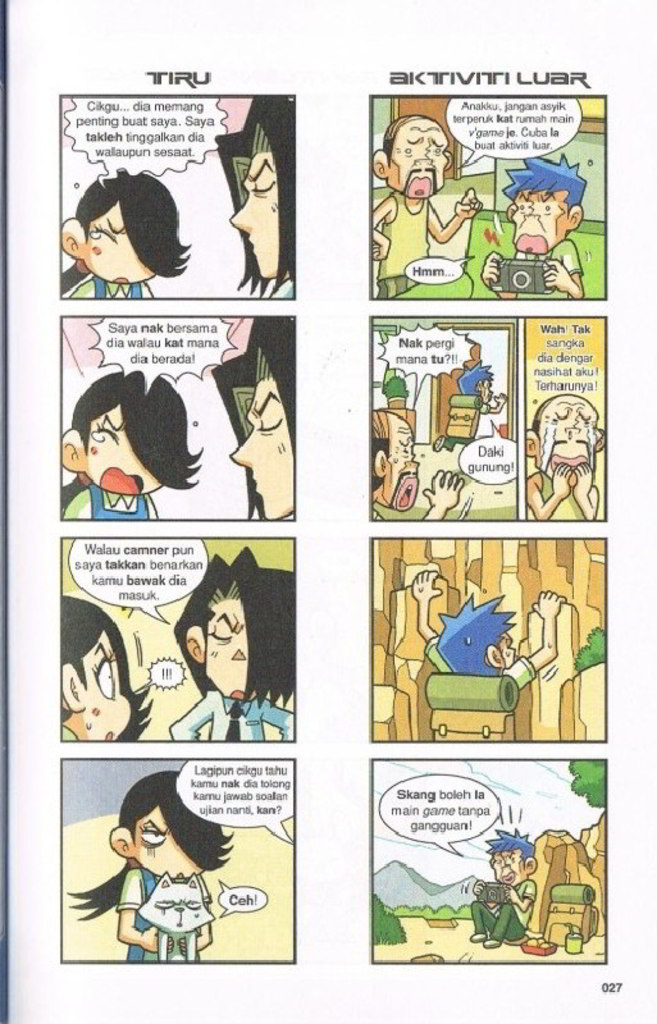 TIRU
Cikgu... dia memang
penting buat saya. Saya
takleh tinggalkan dia
walaupun sesaat.
Saya nak bersama
dia walau kat mana
dia berada!
Walau camner pun
saya takkan benarkan
kamu bawak dia
masuk.
!!!
Lagipun cikgu tahu
kamu nak dia tolong
kamu jawab soalan
ujian nanti, kan?
Ceh!
AKTIVITI LUAR
Anakku, jangan asyik
terperuk kat rumah main
v'game je. Cuba la
buat aktiviti luar.
Hmm...
Nak pergi
mana tu?!!
Daki
gunung!
Wah! Tak
sangka
dia dengar
nasihat aku!
Terharunya!
Skang boleh la
main game tanpa
gangguan!
027